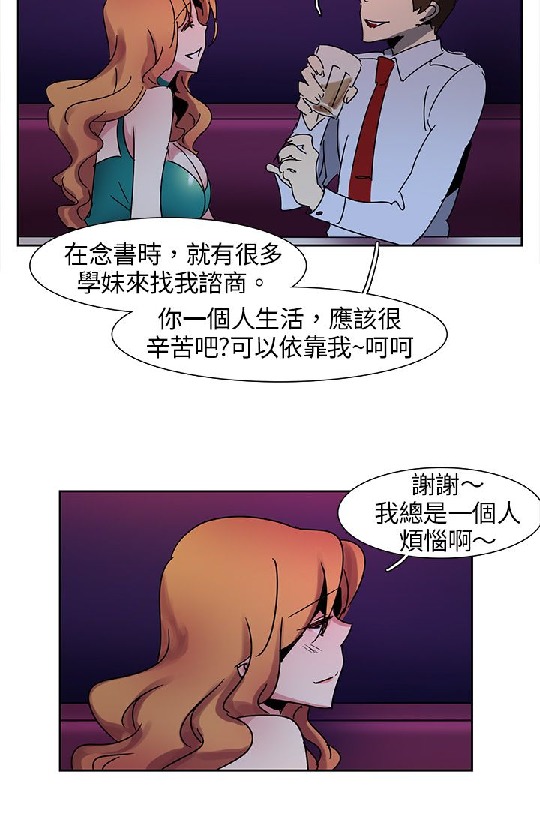 在念書時，就有很多
學妹來找我諮商。
你一個人生活，應該很
辛苦吧?可以依靠我~呵呵
謝謝～
我總是一個人
煩惱啊～